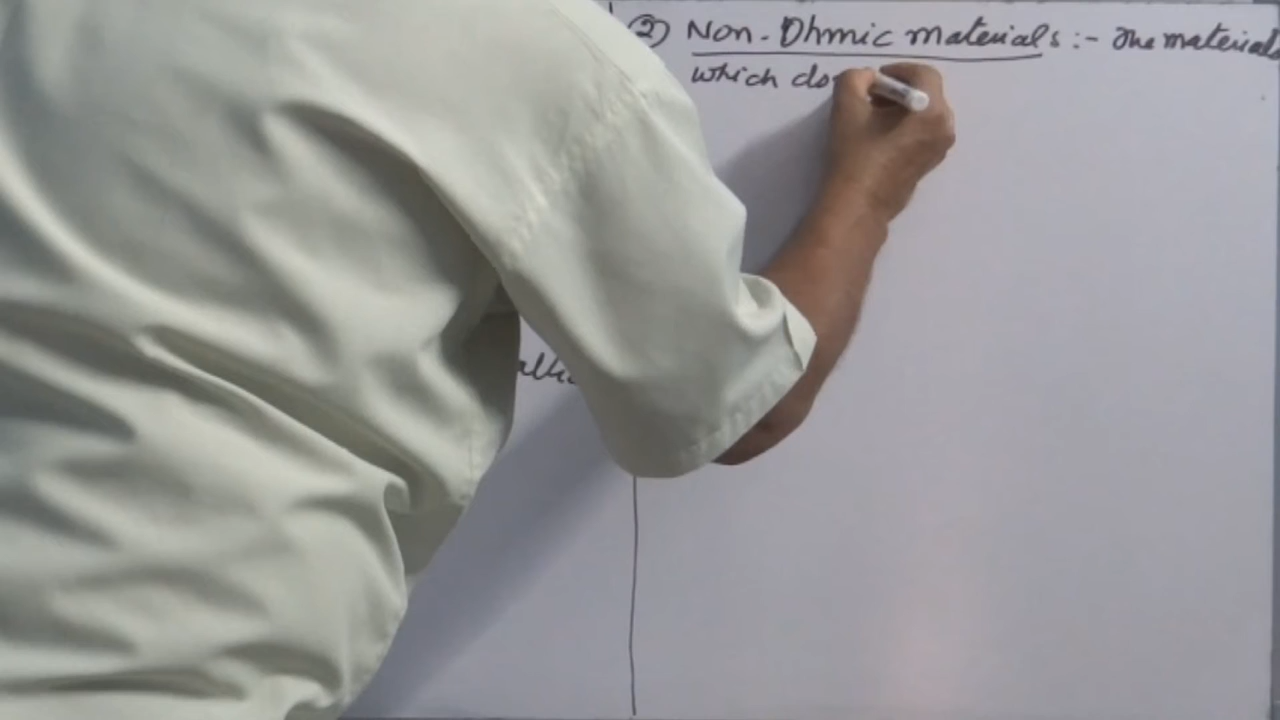 ② Non-Ohmic materials :- The materials
which do